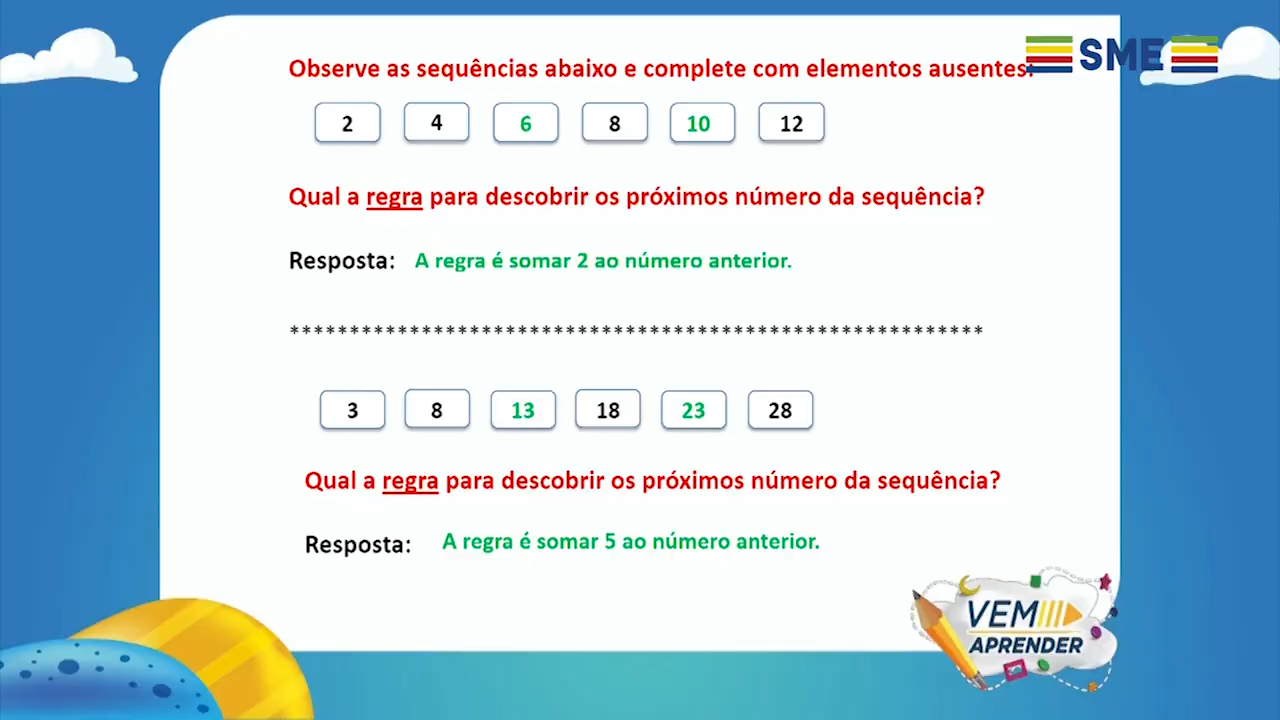 SME
Observe as sequências abaixo e complete com elementos ausentes:
2 4 6 8 10 12
Qual a regra para descobrir os próximos número da sequência?
Resposta: A regra é somar 2 ao número anterior.
**********************************************************
3 8 13 18 23 28
Qual a regra para descobrir os próximos número da sequência?
Resposta: A regra é somar 5 ao número anterior.
VEM
APRENDER